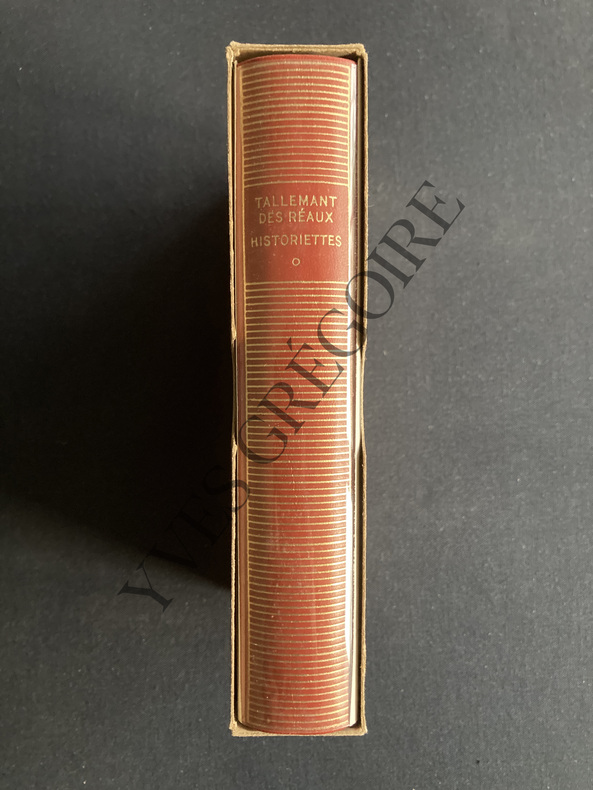 TALLEMANT
DES RÉAUX
HISTORIETTES
YVES GRÉGOIRE